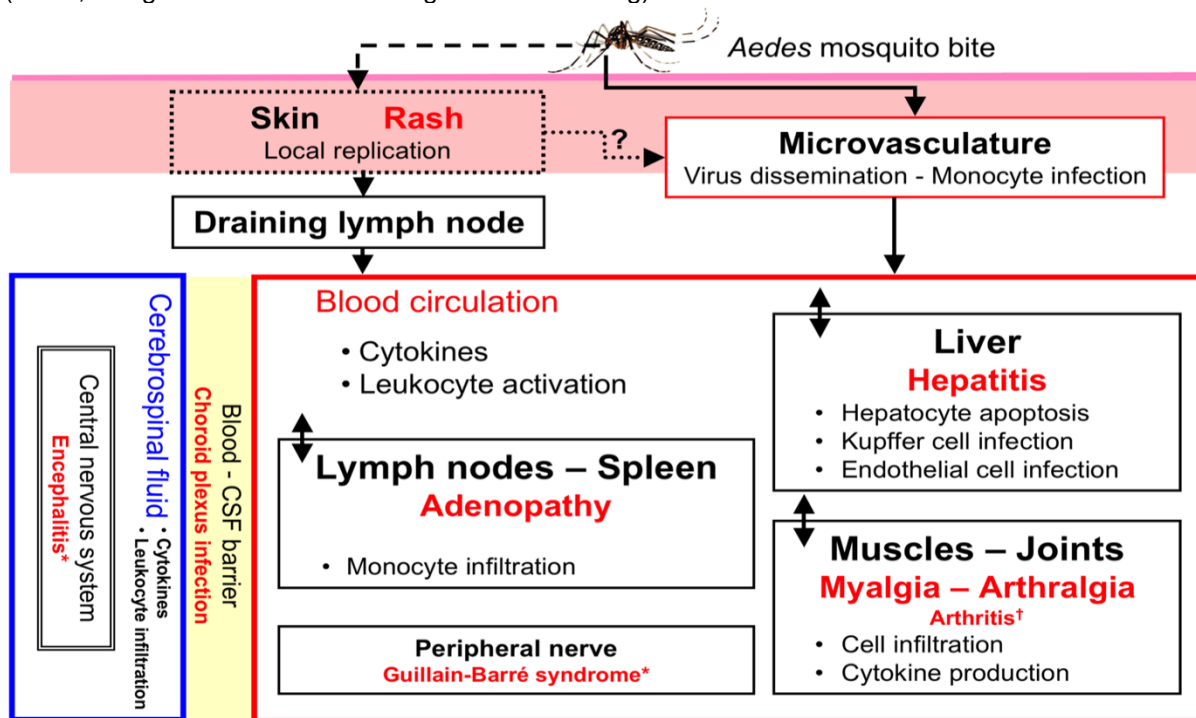 Aedes mosquito bite
Skin Rash
Local replication
?
Microvasculature
Virus dissemination - Monocyte infection
Draining lymph node
Blood circulation
• Cytokines
• Leukocyte activation
Lymph nodes – Spleen
Adenopathy
• Monocyte infiltration
Peripheral nerve
Guillain-Barré syndrome*
Liver
Hepatitis
• Hepatocyte apoptosis
• Kupffer cell infection
• Endothelial cell infection
Muscles – Joints
Myalgia – Arthralgia
Arthritis†
• Cell infiltration
• Cytokine production
Blood - CSF barrier
Choroid plexus infection
Cerebrospinal fluid
• Cytokines
• Leukocyte infiltration
Central nervous system
Encephalitis*